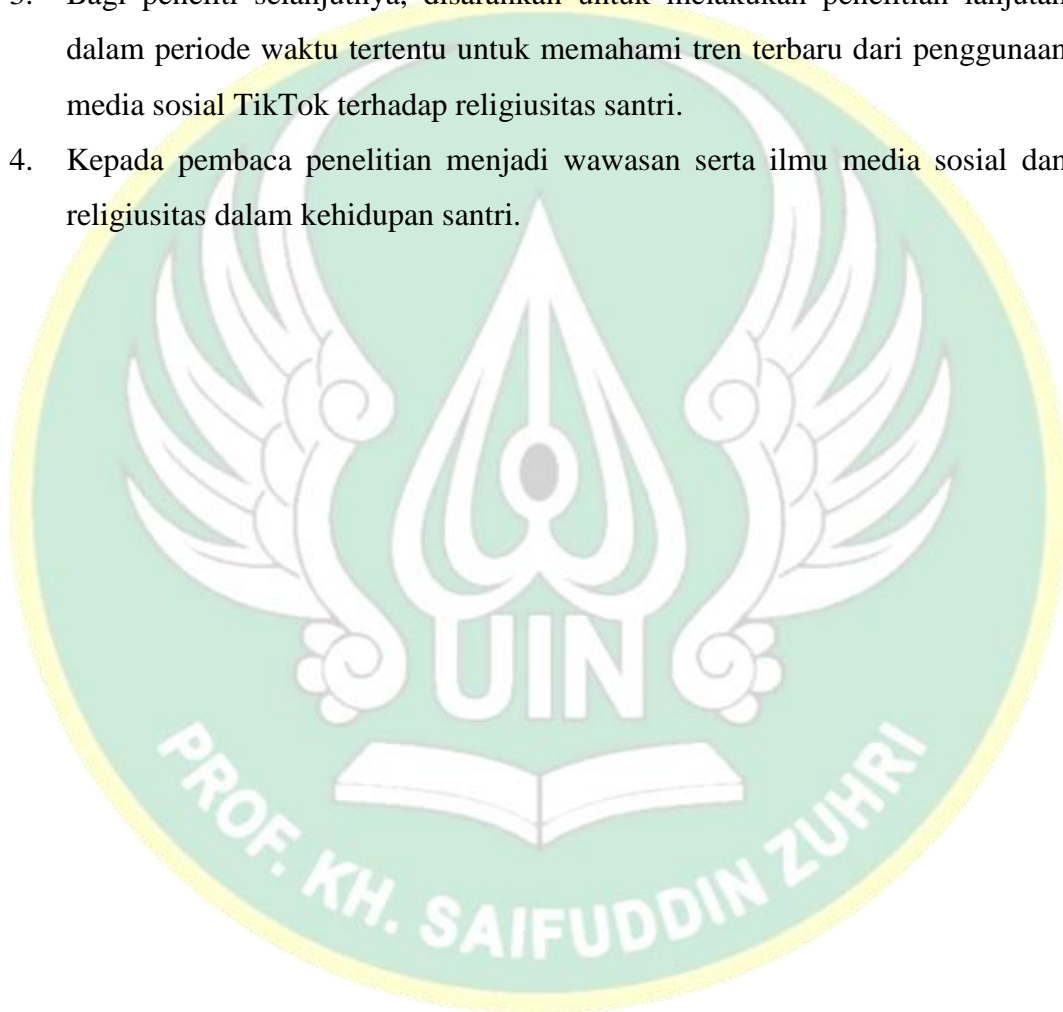 3. Bagi peneliti selanjutnya, disarankan untuk melakukan penelitian lanjutan
dalam periode waktu tertentu untuk memahami tren terbaru dari penggunaan
media sosial TikTok terhadap religiusitas santri.
4. Kepada pembaca penelitian menjadi wawasan serta ilmu media sosial dan
religiusitas dalam kehidupan santri.
UIN
PROF. KH. SAIFUDDIN ZUHRI